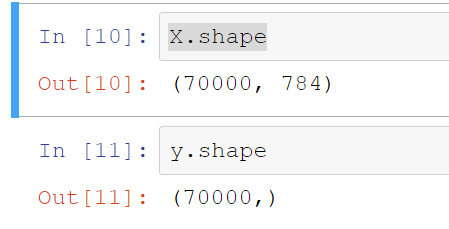 In [10]: X.shape
Out[10]: (70000, 784)
In [11]: y.shape
Out[11]: (70000,)